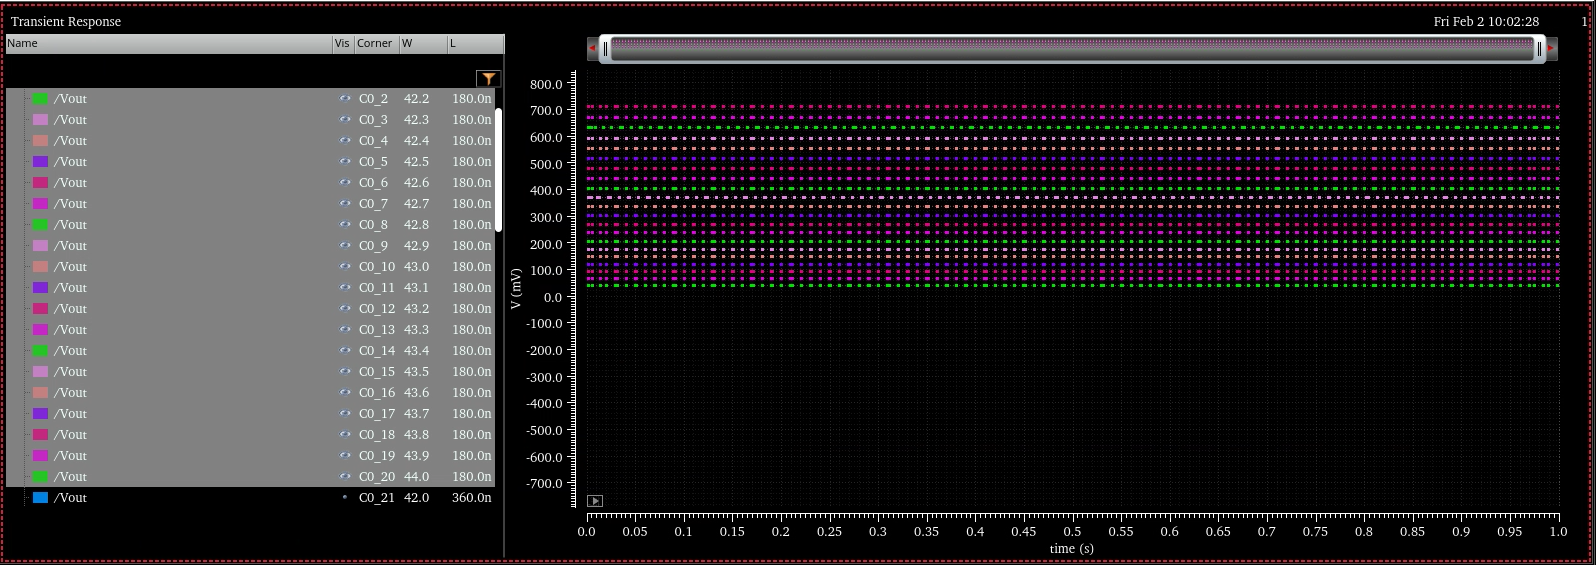 Transient Response
Fri Feb 2 10:02:28 1
Name Vis Corner W L
/Vout C0_2 42.2 180.0n
/Vout C0_3 42.3 180.0n
/Vout C0_4 42.4 180.0n
/Vout C0_5 42.5 180.0n
/Vout C0_6 42.6 180.0n
/Vout C0_7 42.7 180.0n
/Vout C0_8 42.8 180.0n
/Vout C0_9 42.9 180.0n
/Vout C0_10 43.0 180.0n
/Vout C0_11 43.1 180.0n
/Vout C0_12 43.2 180.0n
/Vout C0_13 43.3 180.0n
/Vout C0_14 43.4 180.0n
/Vout C0_15 43.5 180.0n
/Vout C0_16 43.6 180.0n
/Vout C0_17 43.7 180.0n
/Vout C0_18 43.8 180.0n
/Vout C0_19 43.9 180.0n
/Vout C0_20 44.0 180.0n
/Vout C0_21 42.0 360.0n
V (mV)
800.0
700.0
600.0
500.0
400.0
300.0
200.0
100.0
0.0
-100.0
-200.0
-300.0
-400.0
-500.0
-600.0
-700.0
0.0 0.05 0.1 0.15 0.2 0.25 0.3 0.35 0.4 0.45 0.5 0.55 0.6 0.65 0.7 0.75 0.8 0.85 0.9 0.95 1.0
time (s)